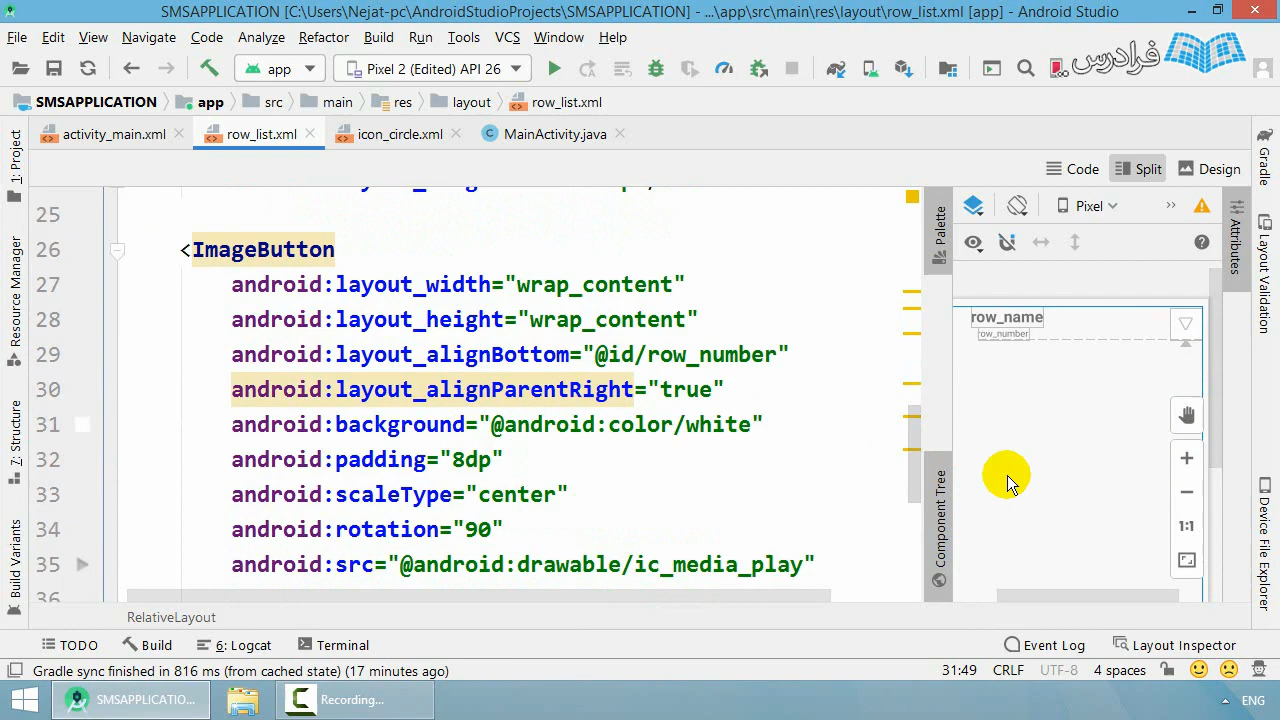 SMSAPPLICATION [C:\Users\Nejat-pc\AndroidStudioProjects\SMSAPPLICATION] - ...\app\src\main\res\layout\row_list.xml [app] - Android Studio
File Edit View Navigate Code Analyze Refactor Build Run Tools VCS Window Help
app Pixel 2 (Edited) API 26
فرادرس
SMSAPPLICATION app src main res layout row_list.xml
activity_main.xml row_list.xml icon_circle.xml MainActivity.java
Code Split Design
Pixel
25
26 <ImageButton
27 android:layout_width="wrap_content"
28 android:layout_height="wrap_content"
29 android:layout_alignBottom="@id/row_number"
30 android:layout_alignParentRight="true"
31 android:background="@android:color/white"
32 android:padding="8dp"
33 android:scaleType="center"
34 android:rotation="90"
35 android:src="@android:drawable/ic_media_play"
36
row_name
row_number
1:1
1: Project
Resource Manager
7: Structure
Build Variants
Palette
Component Tree
Attributes
Gradle
Layout Validation
Device File Explorer
RelativeLayout
TODO Build 6: Logcat Terminal Event Log Layout Inspector
Gradle sync finished in 816 ms (from cached state) (17 minutes ago) 31:49 CRLF UTF-8 4 spaces
SMSAPPLICATIO... Recording... ENG